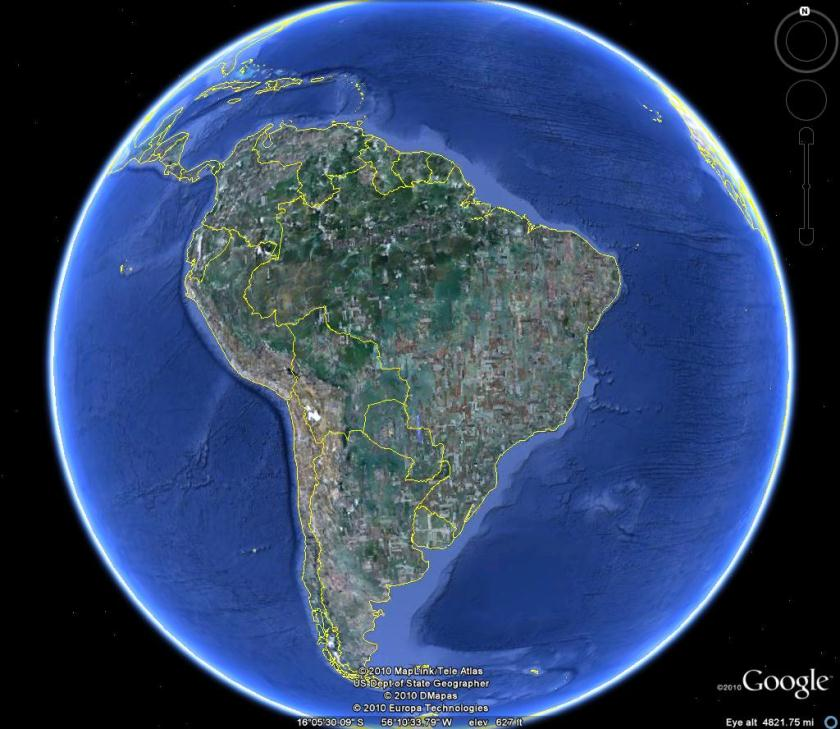 N
© 2010 MapLink/Tele Atlas
US Dept of State Geographer
© 2010 DMapas
© 2010 Europa Technologies
©2010 Google
16°05'30.09" S 56°10'33.79" W elev 627 ft
Eye alt 4821.75 mi